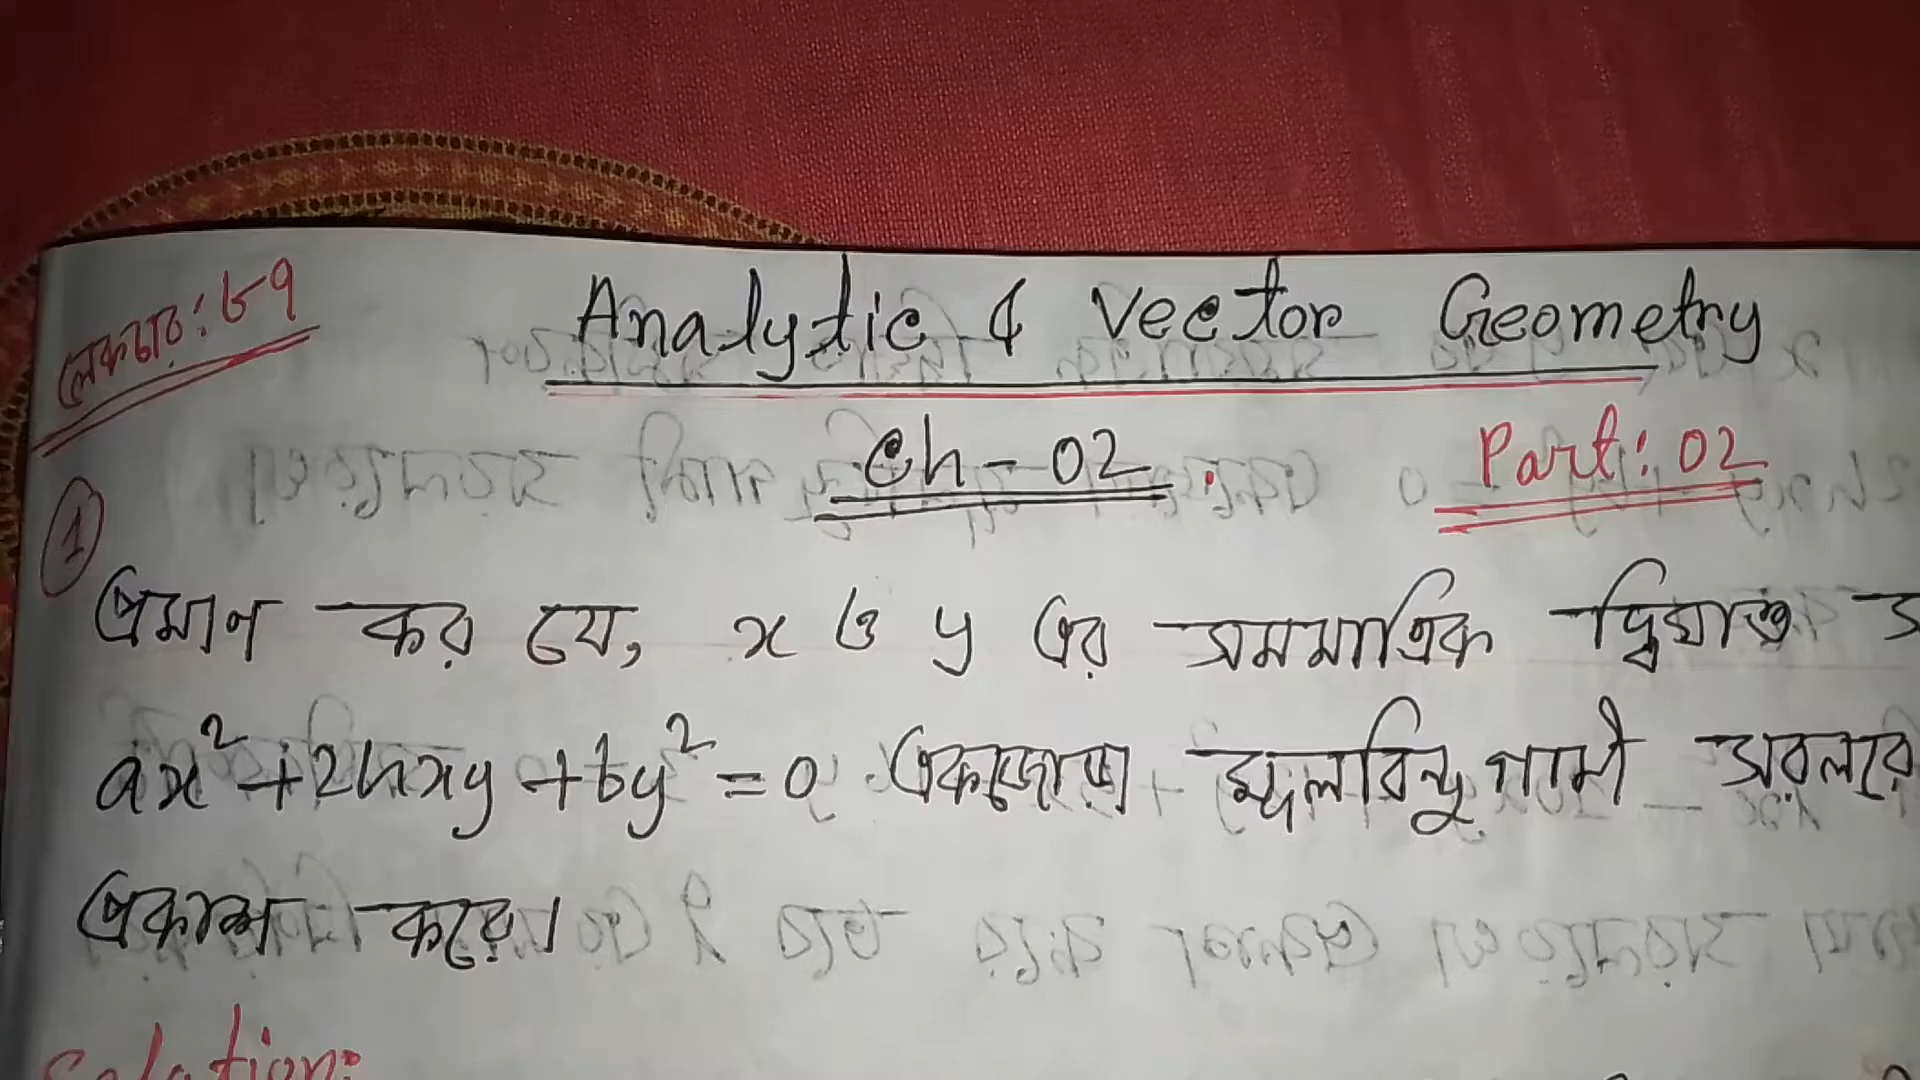 লেকচার: ৮৭
Analytic & Vector Geometry
Ch - 02
Part: 02
1
প্রমাণ কর যে, x ও y এর সমমাত্রিক দ্বিঘাত
ax² + 2hxy + by² = 0 একজোড়া মূলবিন্দুগামী সরলরে
প্রকাশ করে।
Solution: